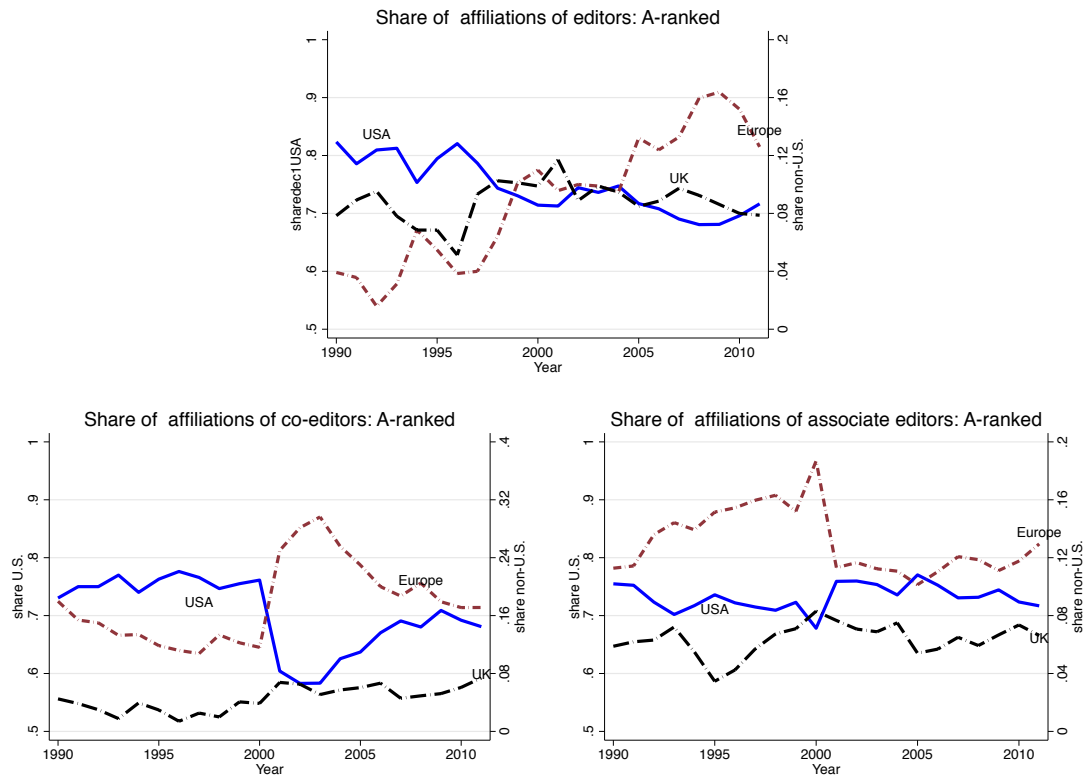 Share of  affiliations of editors: A-ranked
sharedec1USA
.5 .6 .7 .8 .9 1
share non-U.S.
0 .04 .08 .12 .16 .2
USA
Europe
UK
1990 1995 2000 2005 2010
Year
Share of  affiliations of co-editors: A-ranked
share U.S.
.5 .6 .7 .8 .9 1
share non-U.S.
0 .08 .16 .24 .32 .4
USA
Europe
UK
1990 1995 2000 2005 2010
Year
Share of  affiliations of associate editors: A-ranked
share U.S.
.5 .6 .7 .8 .9 1
share non-U.S.
0 .04 .08 .12 .16 .2
Europe
USA
UK
1990 1995 2000 2005 2010
Year